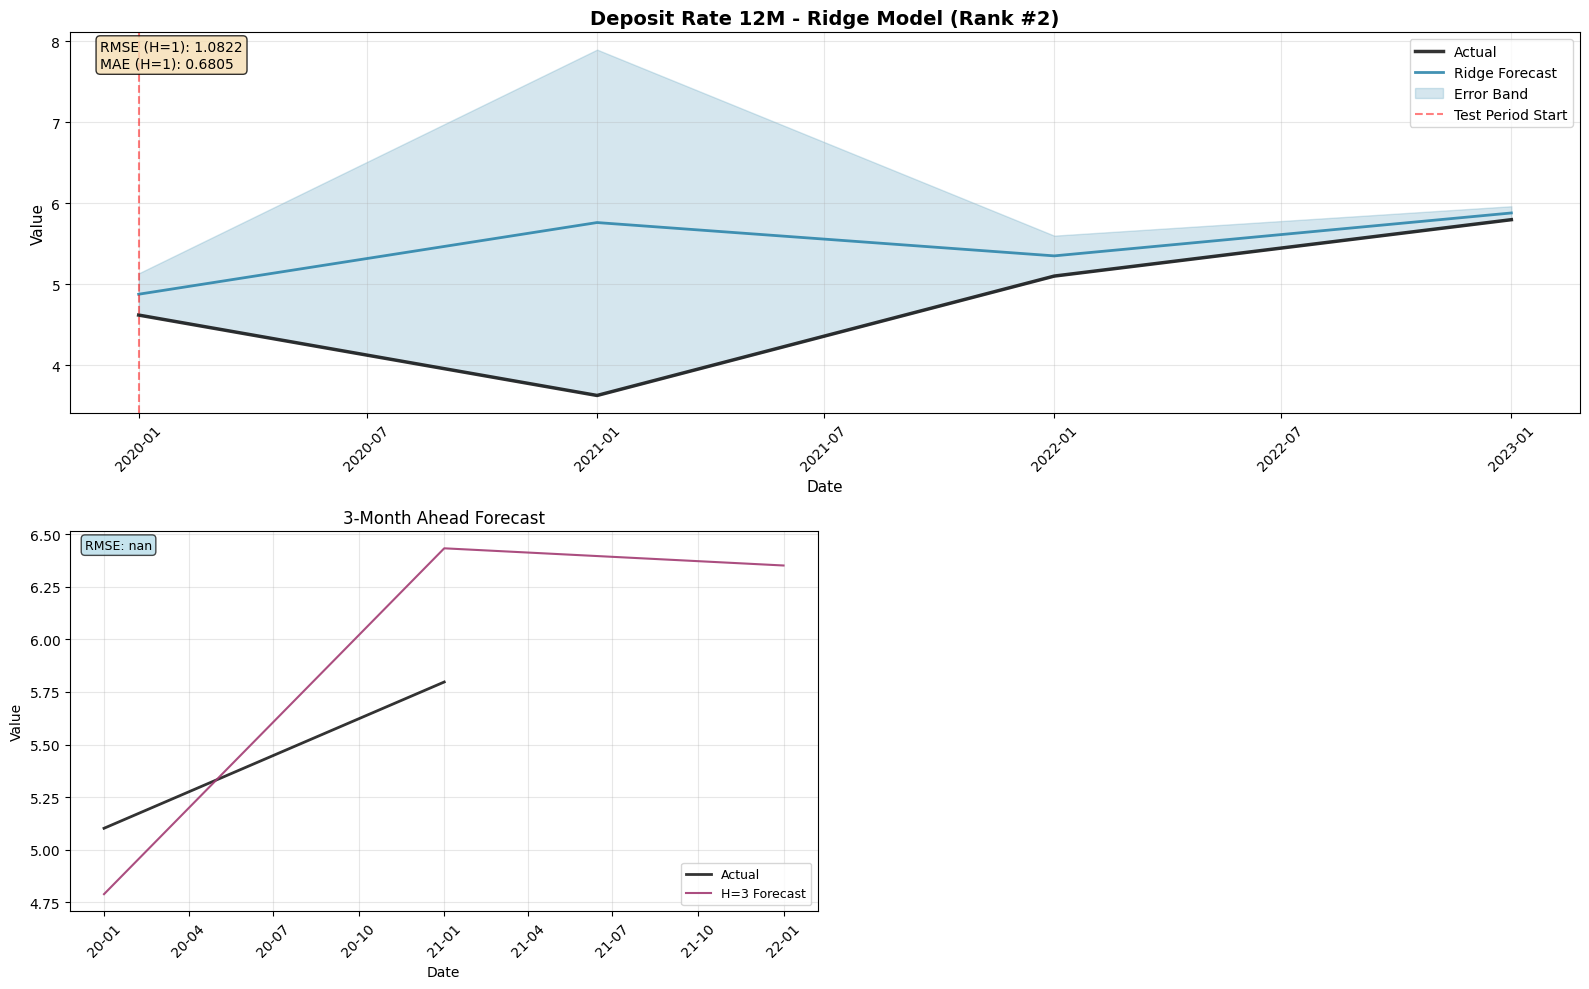 Deposit Rate 12M - Ridge Model (Rank #2)
RMSE (H=1): 1.0822
MAE (H=1): 0.6805
Actual
Ridge Forecast
Error Band
Test Period Start
Value
8
7
6
5
4
2020-01
2020-07
2021-01
2021-07
2022-01
2022-07
2023-01
Date
3-Month Ahead Forecast
RMSE: nan
Value
6.50
6.25
6.00
5.75
5.50
5.25
5.00
4.75
Actual
H=3 Forecast
20-01
20-04
20-07
20-10
21-01
21-04
21-07
21-10
22-01
Date